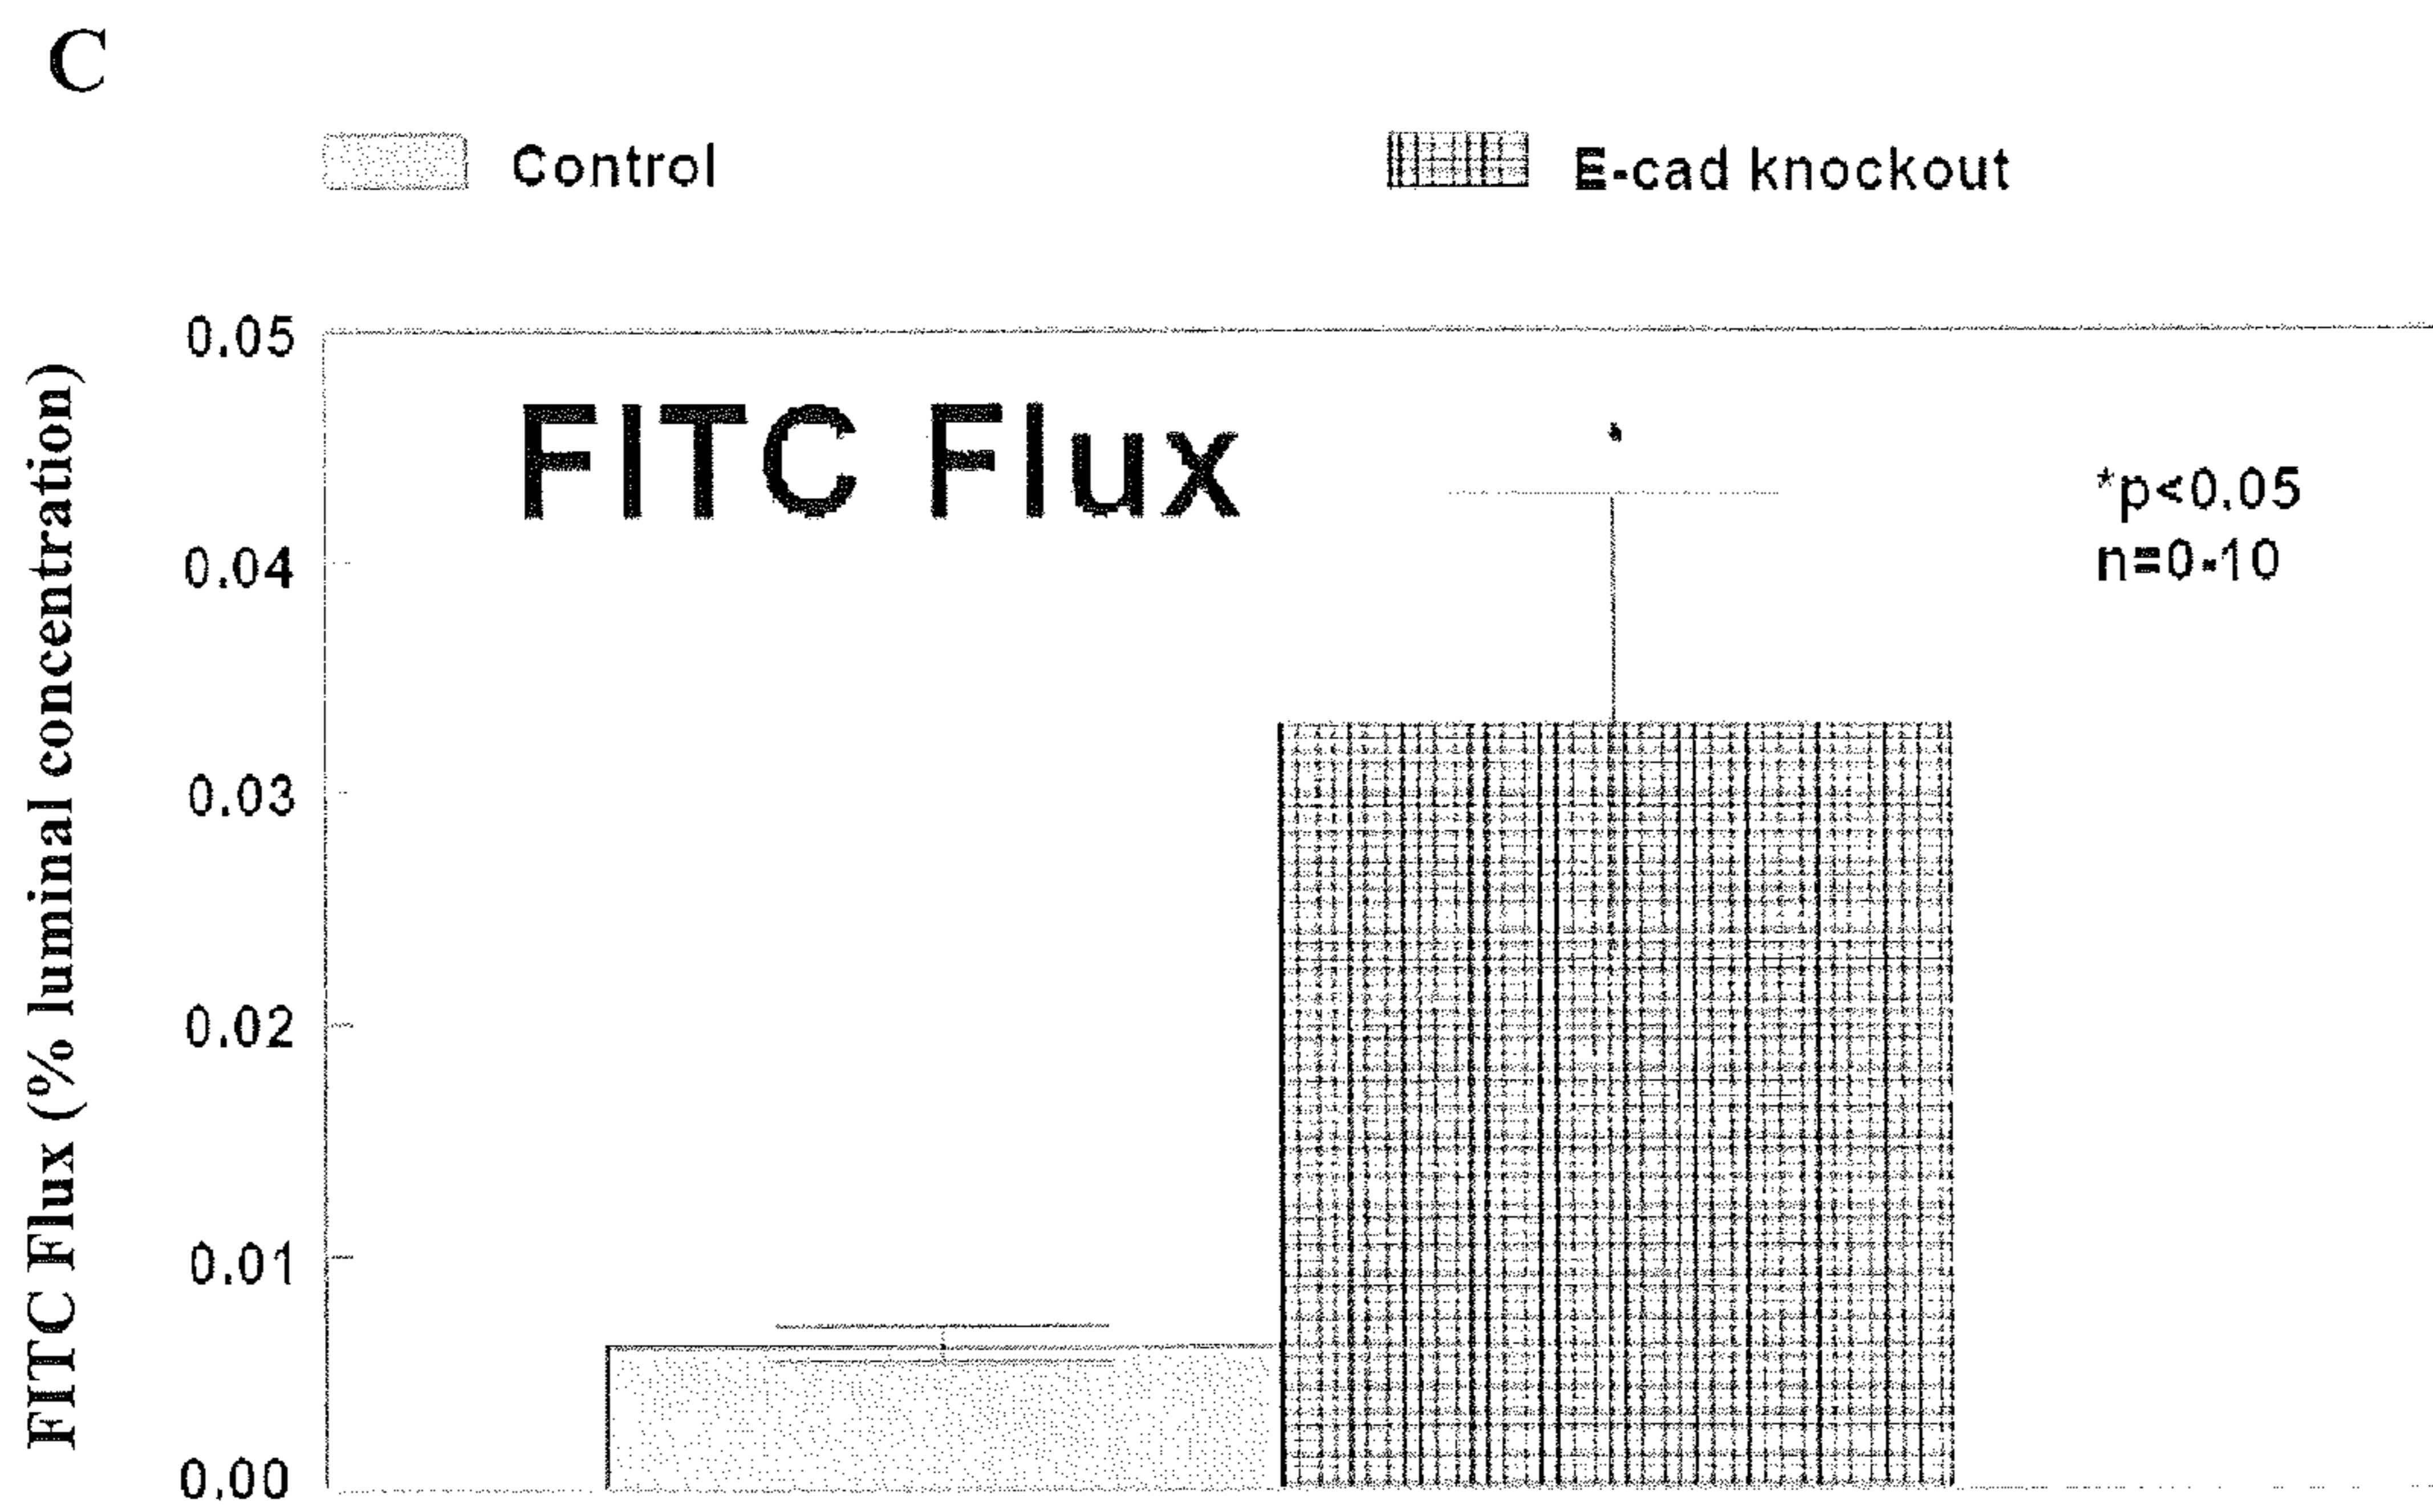 C
Control
E-cad knockout
FITC Flux (% luminal concentration)
0.05
0.04
0.03
0.02
0.01
0.00
FITC Flux
*
*p<0.05
n=0-10